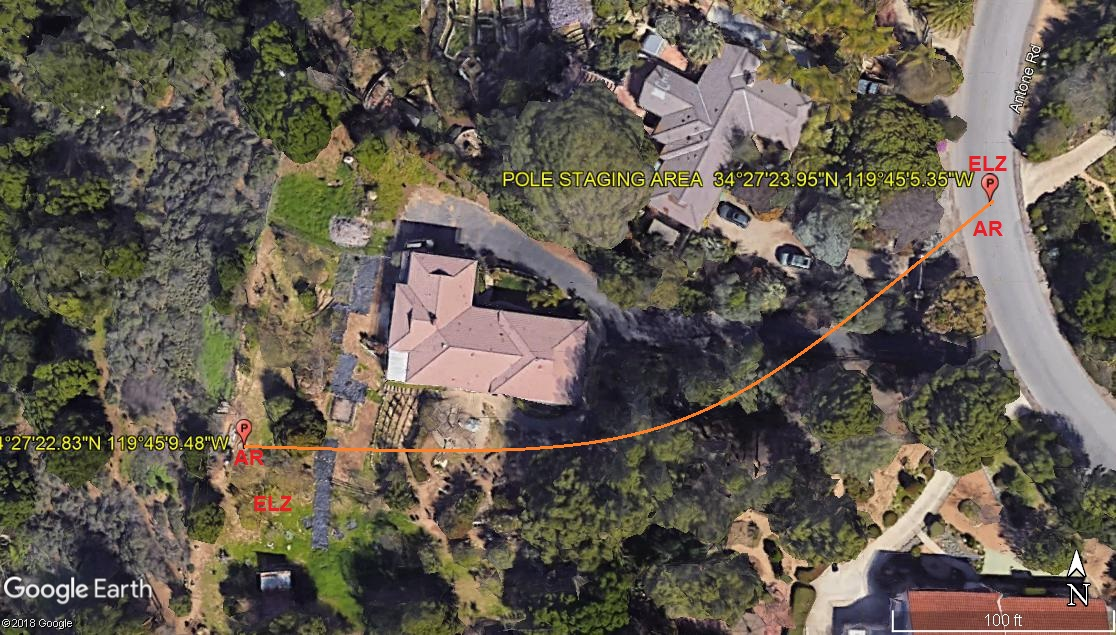 Antone Rd
ELZ
POLE STAGING AREA 34°27'23.95"N 119°45'5.35"W
P
AR
P
4°27'22.83"N 119°45'9.48"W
AR
ELZ
Google Earth
N
100 ft
©2018 Google